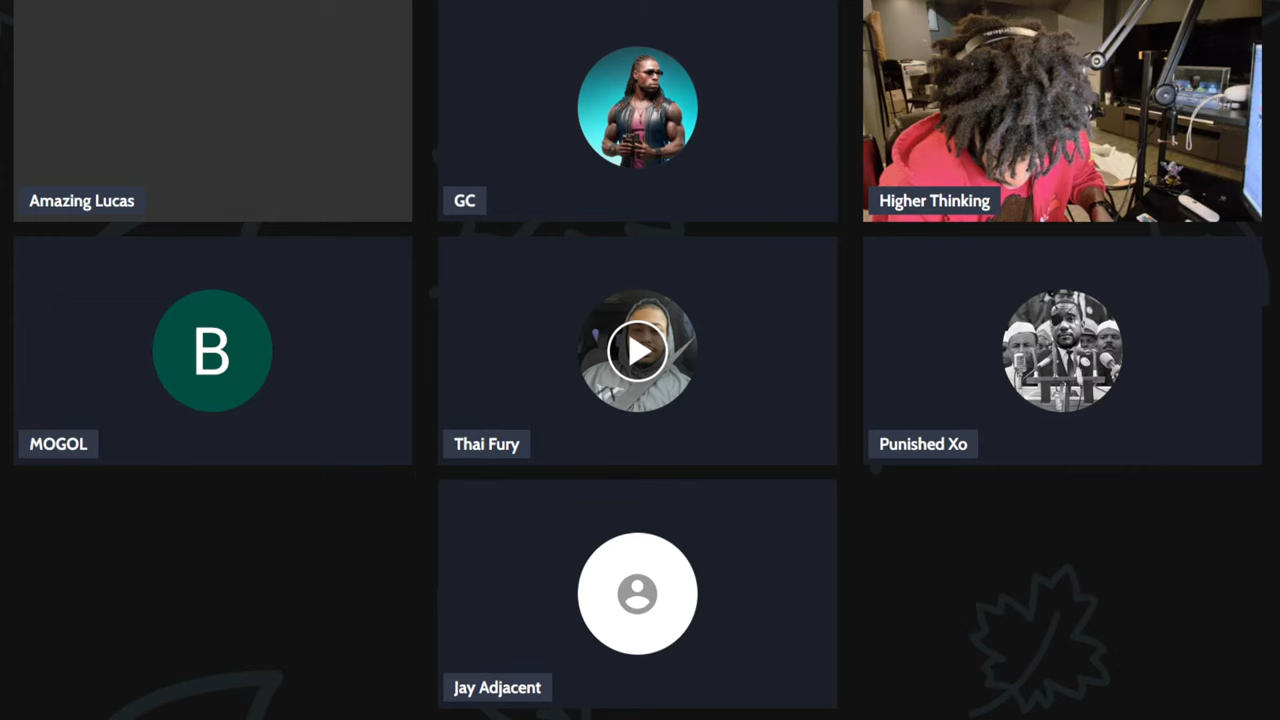 Amazing Lucas
GC
Higher Thinking
B
MOGOL
Thai Fury
Punished Xo
Jay Adjacent